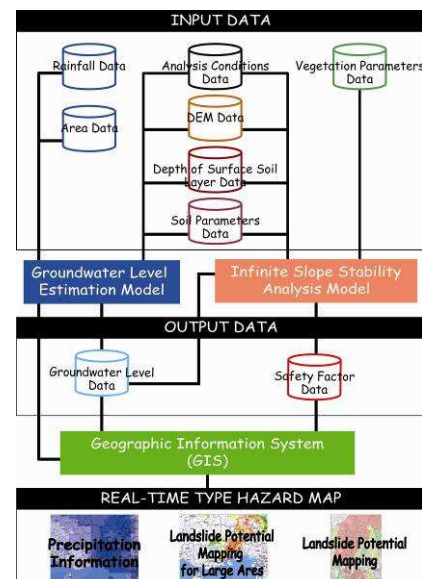 INPUT DATA
Rainfall Data
Analysis Conditions
Data
Vegetation Parameters
Data
Area Data
DEM Data
Depth of Surface Soil
Layer Data
Soil Parameters
Data
Groundwater Level
Estimation Model
Infinite Slope Stability
Analysis Model
OUTPUT DATA
Groundwater Level
Data
Safety Factor
Data
Geographic Information System
(GIS)
REAL-TIME TYPE HAZARD MAP
Precipitation
Information
Landslide Potential
Mapping
for Large Ares
Landslide Potential
Mapping